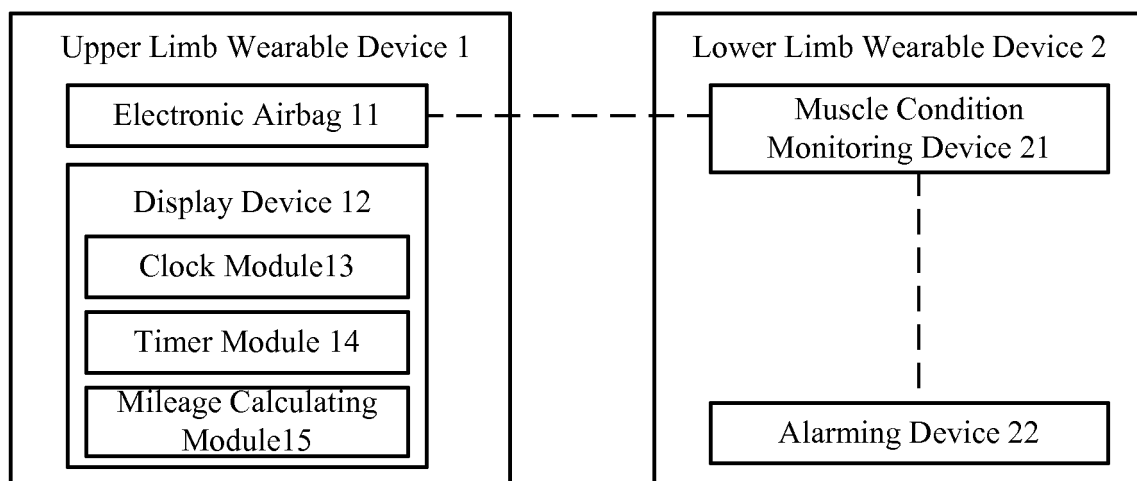 Upper Limb Wearable Device 1
Electronic Airbag 11
Display Device 12
Clock Module13
Timer Module 14
Mileage Calculating
Module15
Lower Limb Wearable Device 2
Muscle Condition
Monitoring Device 21
Alarming Device 22